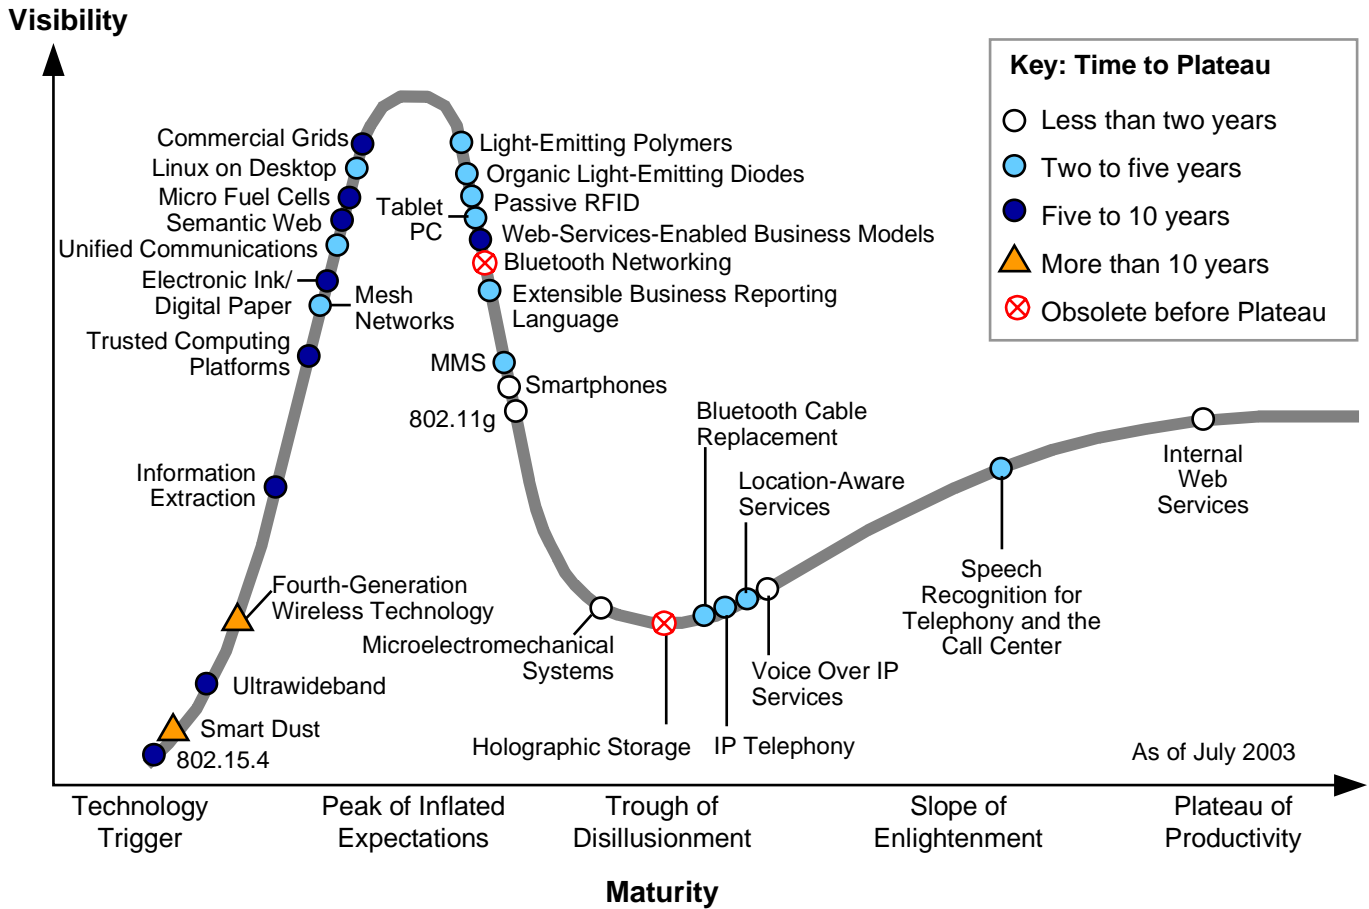 Visibility
Key: Time to Plateau
Less than two years
Two to five years
Five to 10 years
More than 10 years
Obsolete before Plateau
Commercial Grids
Linux on Desktop
Micro Fuel Cells
Semantic Web
Unified Communications
Electronic Ink/
Digital Paper
Mesh
Networks
Trusted Computing
Platforms
Information
Extraction
Fourth-Generation
Wireless Technology
Ultrawideband
Smart Dust
802.15.4
Light-Emitting Polymers
Organic Light-Emitting Diodes
Passive RFID
Tablet
PC
Web-Services-Enabled Business Models
Bluetooth Networking
Extensible Business Reporting
Language
MMS
Smartphones
802.11g
Microelectromechanical
Systems
Holographic Storage
Bluetooth Cable
Replacement
IP Telephony
Location-Aware
Services
Voice Over IP
Services
Speech
Recognition for
Telephony and the
Call Center
Internal
Web
Services
As of July 2003
Technology
Trigger
Peak of Inflated
Expectations
Trough of
Disillusionment
Slope of
Enlightenment
Plateau of
Productivity
Maturity